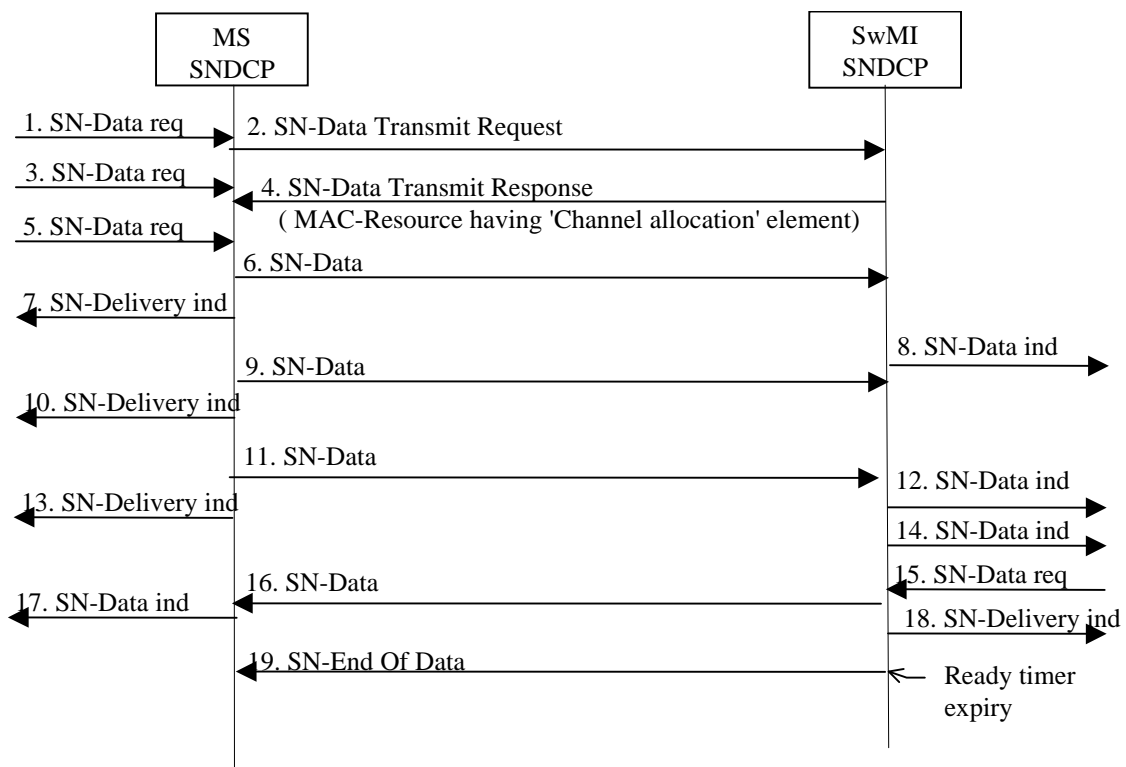 MS
SNDCP
SwMI
SNDCP
1. SN-Data req
2. SN-Data Transmit Request
3. SN-Data req
4. SN-Data Transmit Response
( MAC-Resource having 'Channel allocation' element)
5. SN-Data req
6. SN-Data
7. SN-Delivery ind
8. SN-Data ind
9. SN-Data
10. SN-Delivery ind
11. SN-Data
12. SN-Data ind
13. SN-Delivery ind
14. SN-Data ind
15. SN-Data req
16. SN-Data
17. SN-Data ind
18. SN-Delivery ind
19. SN-End Of Data
Ready timer
expiry